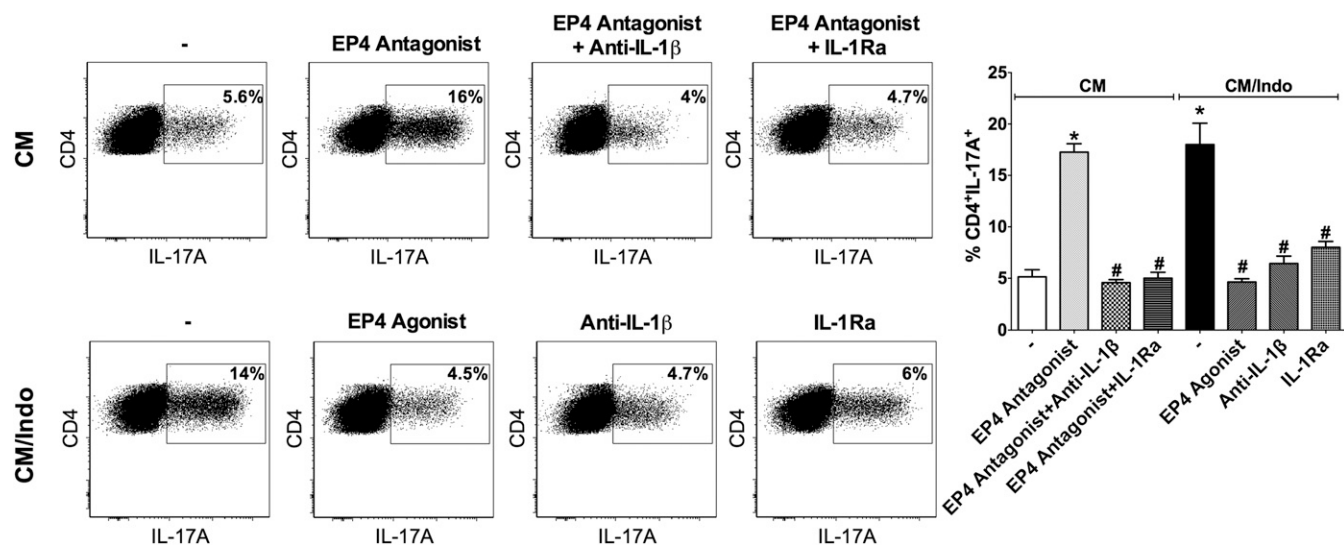 -
EP4 Antagonist
EP4 Antagonist
+ Anti-IL-1β
EP4 Antagonist
+ IL-1Ra
CM
CD4
5.6%
IL-17A
CD4
16%
IL-17A
CD4
4%
IL-17A
CD4
4.7%
IL-17A
-
EP4 Agonist
Anti-IL-1β
IL-1Ra
CM/Indo
CD4
14%
IL-17A
CD4
4.5%
IL-17A
CD4
4.7%
IL-17A
CD4
6%
IL-17A
% CD4⁺IL-17A⁺
25
20
15
10
5
0
CM
CM/Indo
*
#
#
*
#
#
#
-
EP4 Antagonist
EP4 Antagonist+Anti-IL-1β
EP4 Antagonist+IL-1Ra
-
EP4 Agonist
Anti-IL-1β
IL-1Ra